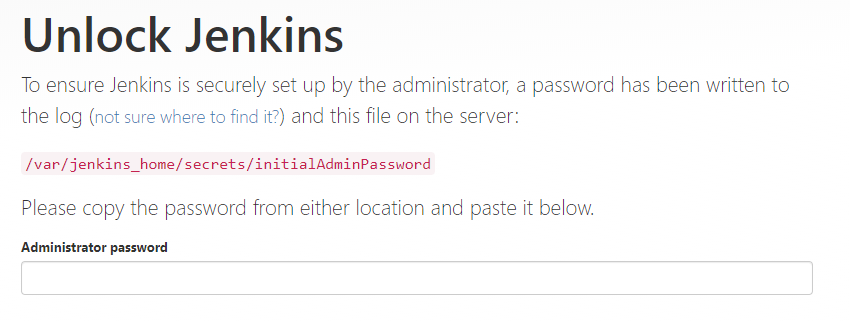 Unlock Jenkins
To ensure Jenkins is securely set up by the administrator, a password has been written to
the log (not sure where to find it?) and this file on the server:
/var/jenkins_home/secrets/initialAdminPassword
Please copy the password from either location and paste it below.
Administrator password